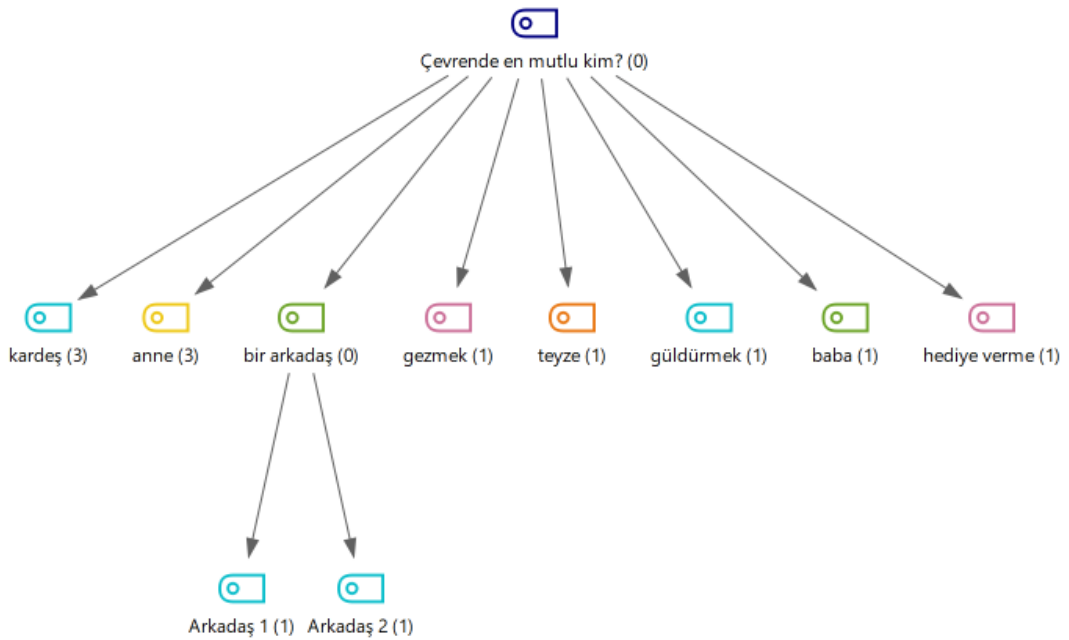 Çevrende en mutlu kim? (0)
kardeş (3)
anne (3)
bir arkadaş (0)
gezmek (1)
teyze (1)
güldürmek (1)
baba (1)
hediye verme (1)
Arkadaş 1 (1)
Arkadaş 2 (1)